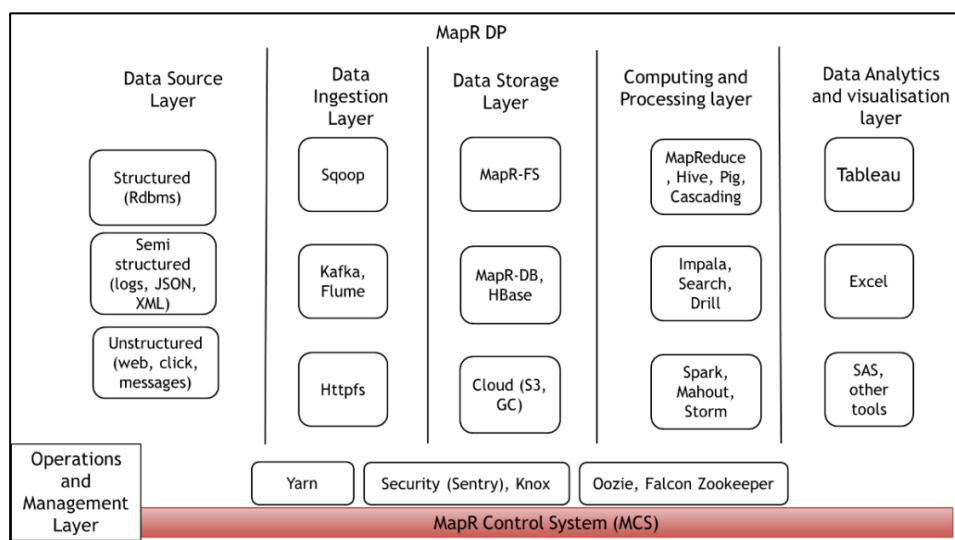 MapR DP
Data Source
Layer
Data
Ingestion
Layer
Data Storage
Layer
Computing and
Processing layer
Data Analytics
and visualisation
layer
Structured
(Rdbms)
Sqoop
MapR-FS
MapReduce
, Hive, Pig,
Cascading
Tableau
Semi
structured
(logs, JSON,
XML)
Kafka,
Flume
MapR-DB,
HBase
Impala,
Search,
Drill
Excel
Unstructured
(web, click,
messages)
Httpfs
Cloud (S3,
GC)
Spark,
Mahout,
Storm
SAS,
other
tools
Operations
and
Management
Layer
Yarn
Security (Sentry), Knox
Oozie, Falcon Zookeeper
MapR Control System (MCS)